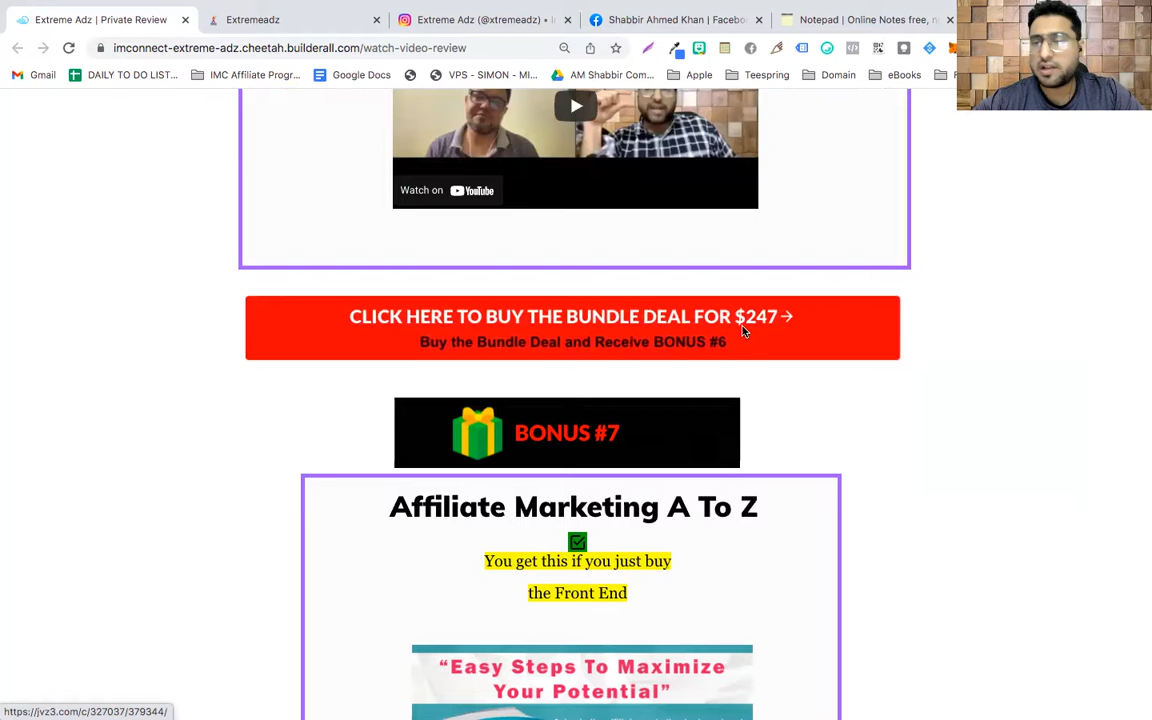 Extreme Adz | Private Review
Extremeadz
Extreme Adz (@xtremeadz) • I
Shabbir Ahmed Khan | Faceboo
Notepad | Online Notes free, n
imconnect-extreme-adz.cheetah.builderall.com/watch-video-review
Gmail
DAILY TO DO LIST...
IMC Affiliate Progr...
Google Docs
VPS - SIMON - MI...
AM Shabbir Com...
Apple
Teespring
Domain
eBooks
Watch on YouTube
CLICK HERE TO BUY THE BUNDLE DEAL FOR $247
Buy the Bundle Deal and Receive BONUS #6
BONUS #7
Affiliate Marketing A To Z
You get this if you just buy
the Front End
"Easy Steps To Maximize
Your Potential"
https://jvz3.com/c/327037/379344/